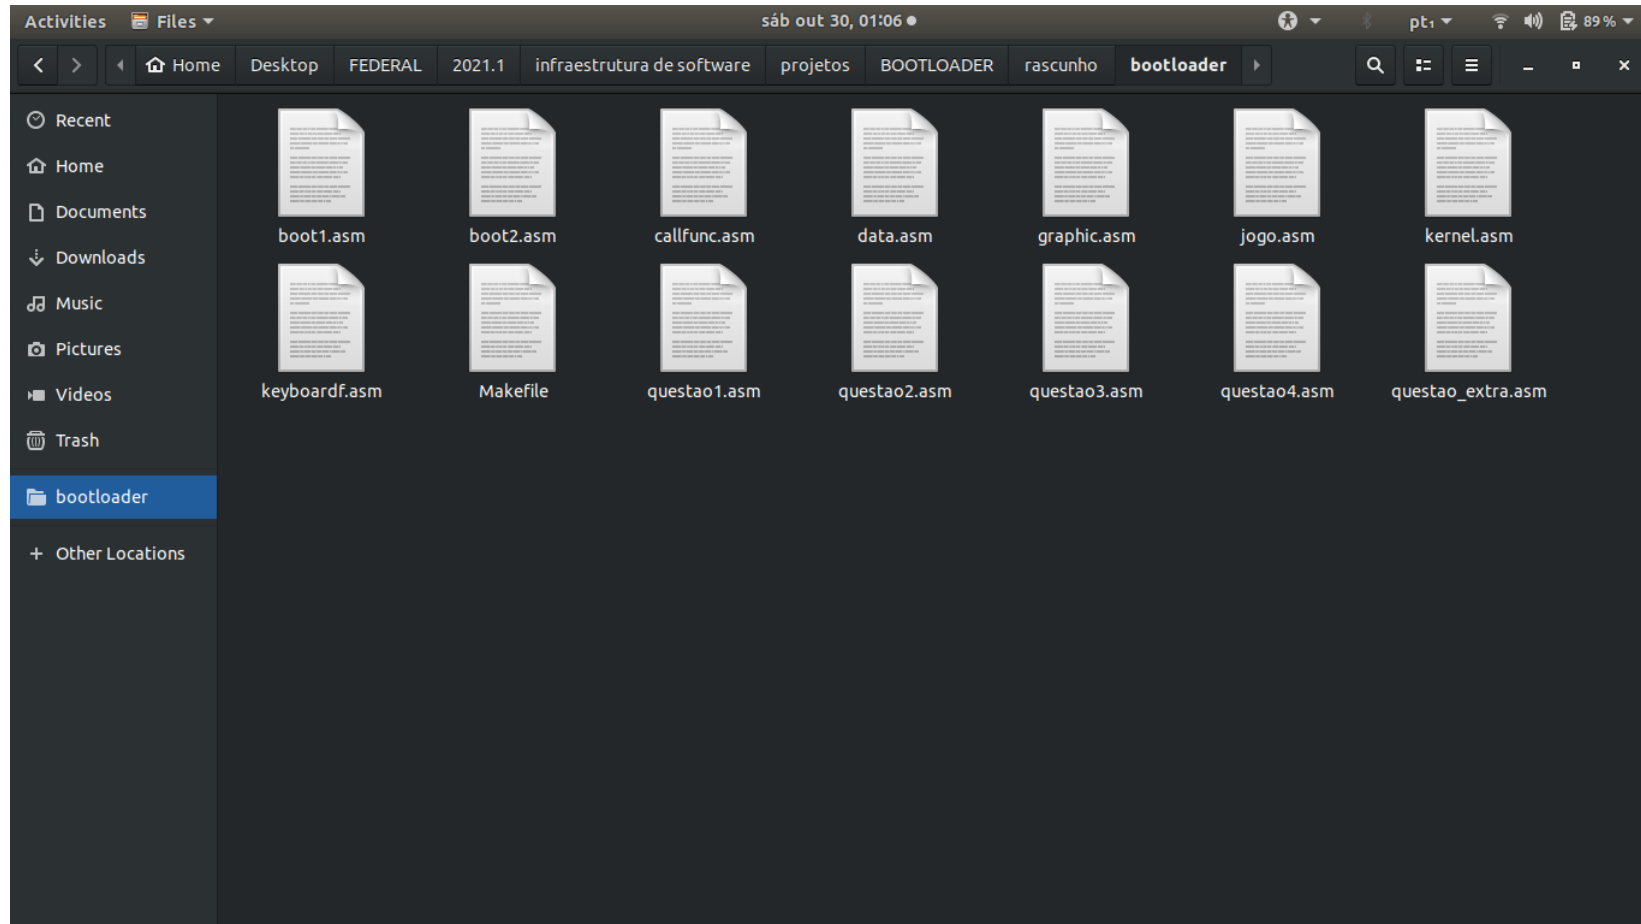 Activities Files sáb out 30, 01:06 pt₁ 89 %
Home Desktop FEDERAL 2021.1 infraestrutura de software projetos BOOTLOADER rascunho bootloader
Recent
Home
Documents
Downloads
Music
Pictures
Videos
Trash
bootloader
+ Other Locations
boot1.asm boot2.asm callfunc.asm data.asm graphic.asm jogo.asm kernel.asm
keyboardf.asm Makefile questao1.asm questao2.asm questao3.asm questao4.asm questao_extra.asm